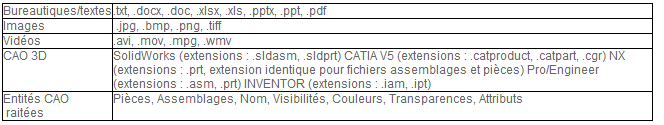 Bureautiques/textes .txt, .docx, .doc, .xlsx, .xls, .pptx, .ppt, .pdf
Images .jpg, .bmp, .png, .tiff
Vidéos .avi, .mov, .mpg, .wmv
CAO 3D SolidWorks (extensions : .sldasm, .sldprt) CATIA V5 (extensions : .catproduct, .catpart, .cgr) NX
(extensions : .prt, extension identique pour fichiers assemblages et pièces) Pro/Engineer
(extensions : .asm, .prt) INVENTOR (extensions : .iam, .ipt)
Entités CAO Pièces, Assemblages, Nom, Visibilités, Couleurs, Transparences, Attributs
raitées